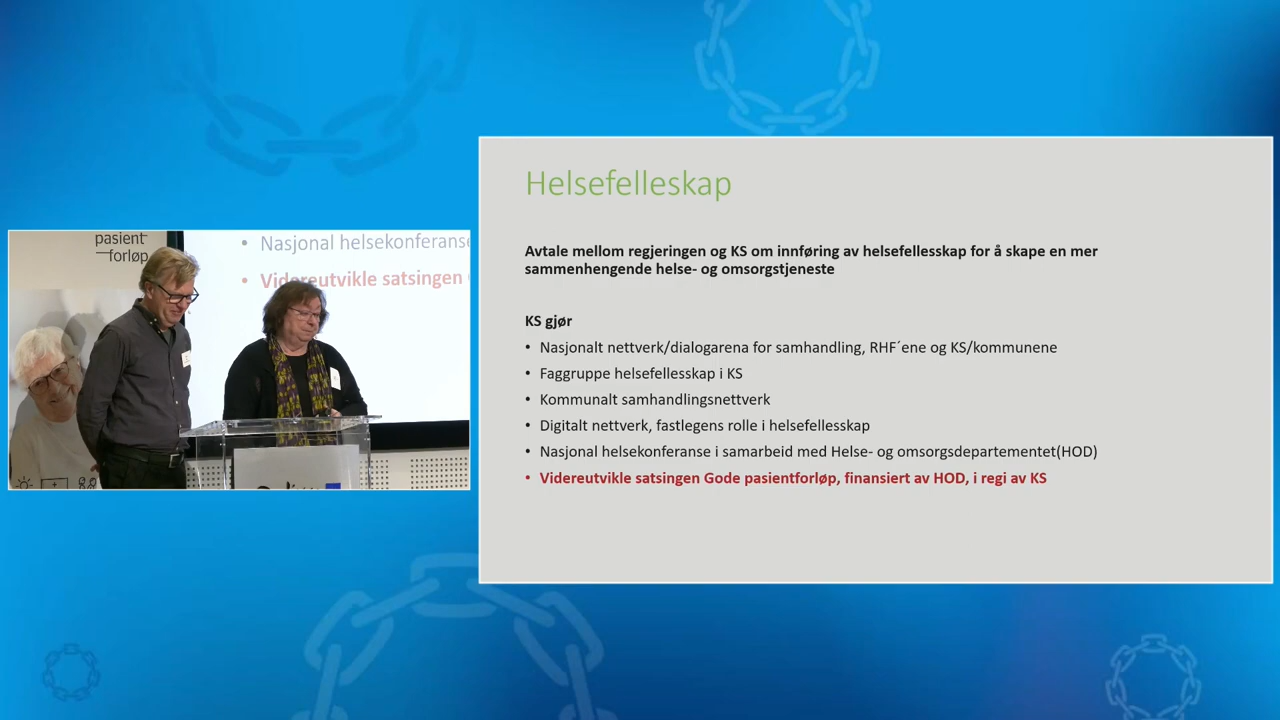 pasient-
forløp
• Nasjonal helsekonferanse
• Videreutvikle satsingen
Helsefelleskap
Avtale mellom regjeringen og KS om innføring av helsefellesskap for å skape en mer
sammenhengende helse- og omsorgstjeneste
KS gjør
• Nasjonalt nettverk/dialogarena for samhandling, RHF´ene og KS/kommunene
• Faggruppe helsefellesskap i KS
• Kommunalt samhandlingsnettverk
• Digitalt nettverk, fastlegens rolle i helsefellesskap
• Nasjonal helsekonferanse i samarbeid med Helse- og omsorgsdepartementet(HOD)
• Videreutvikle satsingen Gode pasientforløp, finansiert av HOD, i regi av KS